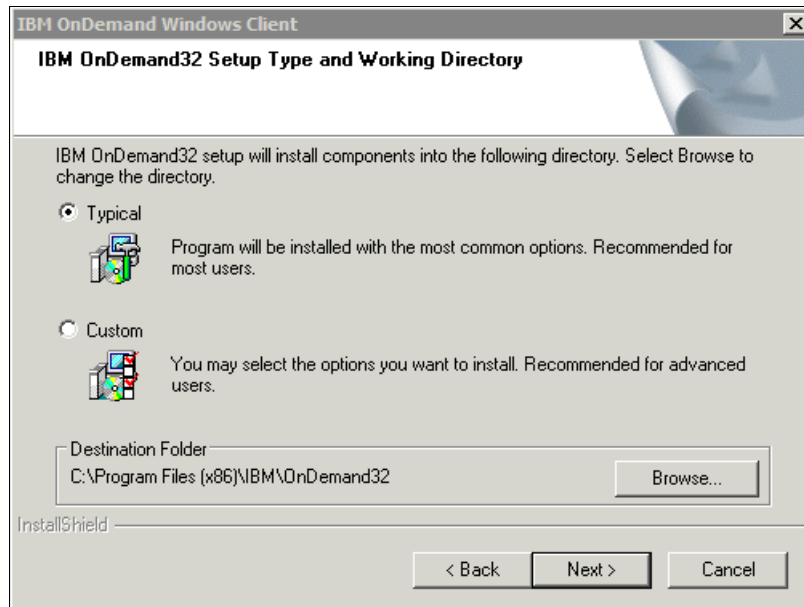 IBM OnDemand Windows Client
IBM OnDemand32 Setup Type and Working Directory
IBM OnDemand32 setup will install components into the following directory. Select Browse to
change the directory.
Typical
Program will be installed with the most common options. Recommended for
most users.
Custom
You may select the options you want to install. Recommended for advanced
users.
Destination Folder
C:\Program Files (x86)\IBM\OnDemand32
Browse...
InstallShield
< Back
Next >
Cancel